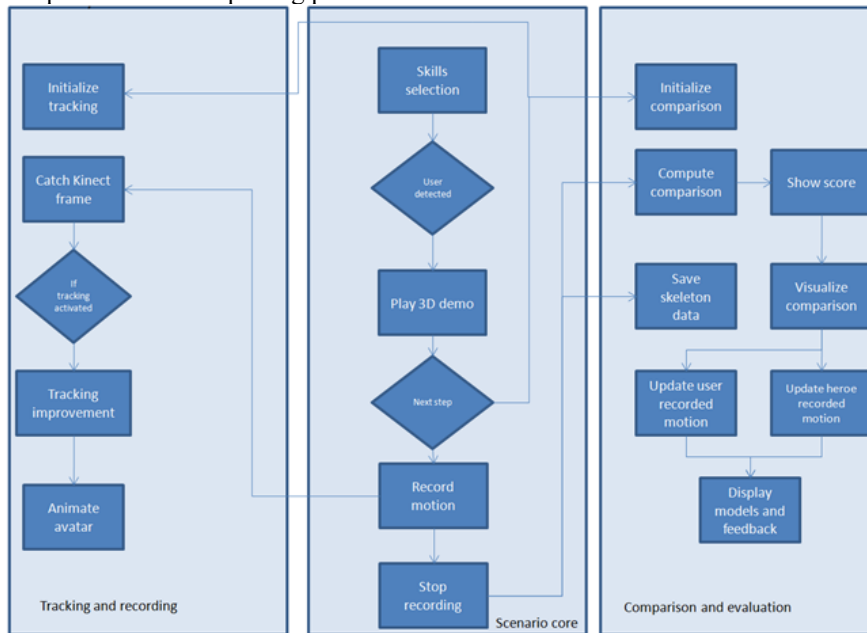 Initialize
tracking
Catch Kinect
frame
If
tracking
activated
Tracking
improvement
Animate
avatar
Tracking and recording
Skills
selection
User
detected
Play 3D demo
Next step
Record
motion
Stop
recording
Scenario core
Initialize
comparison
Compute
comparison
Show score
Save
skeleton
data
Visualize
comparison
Update user
recorded
motion
Update heroe
recorded
motion
Display
models and
feedback
Comparison and evaluation